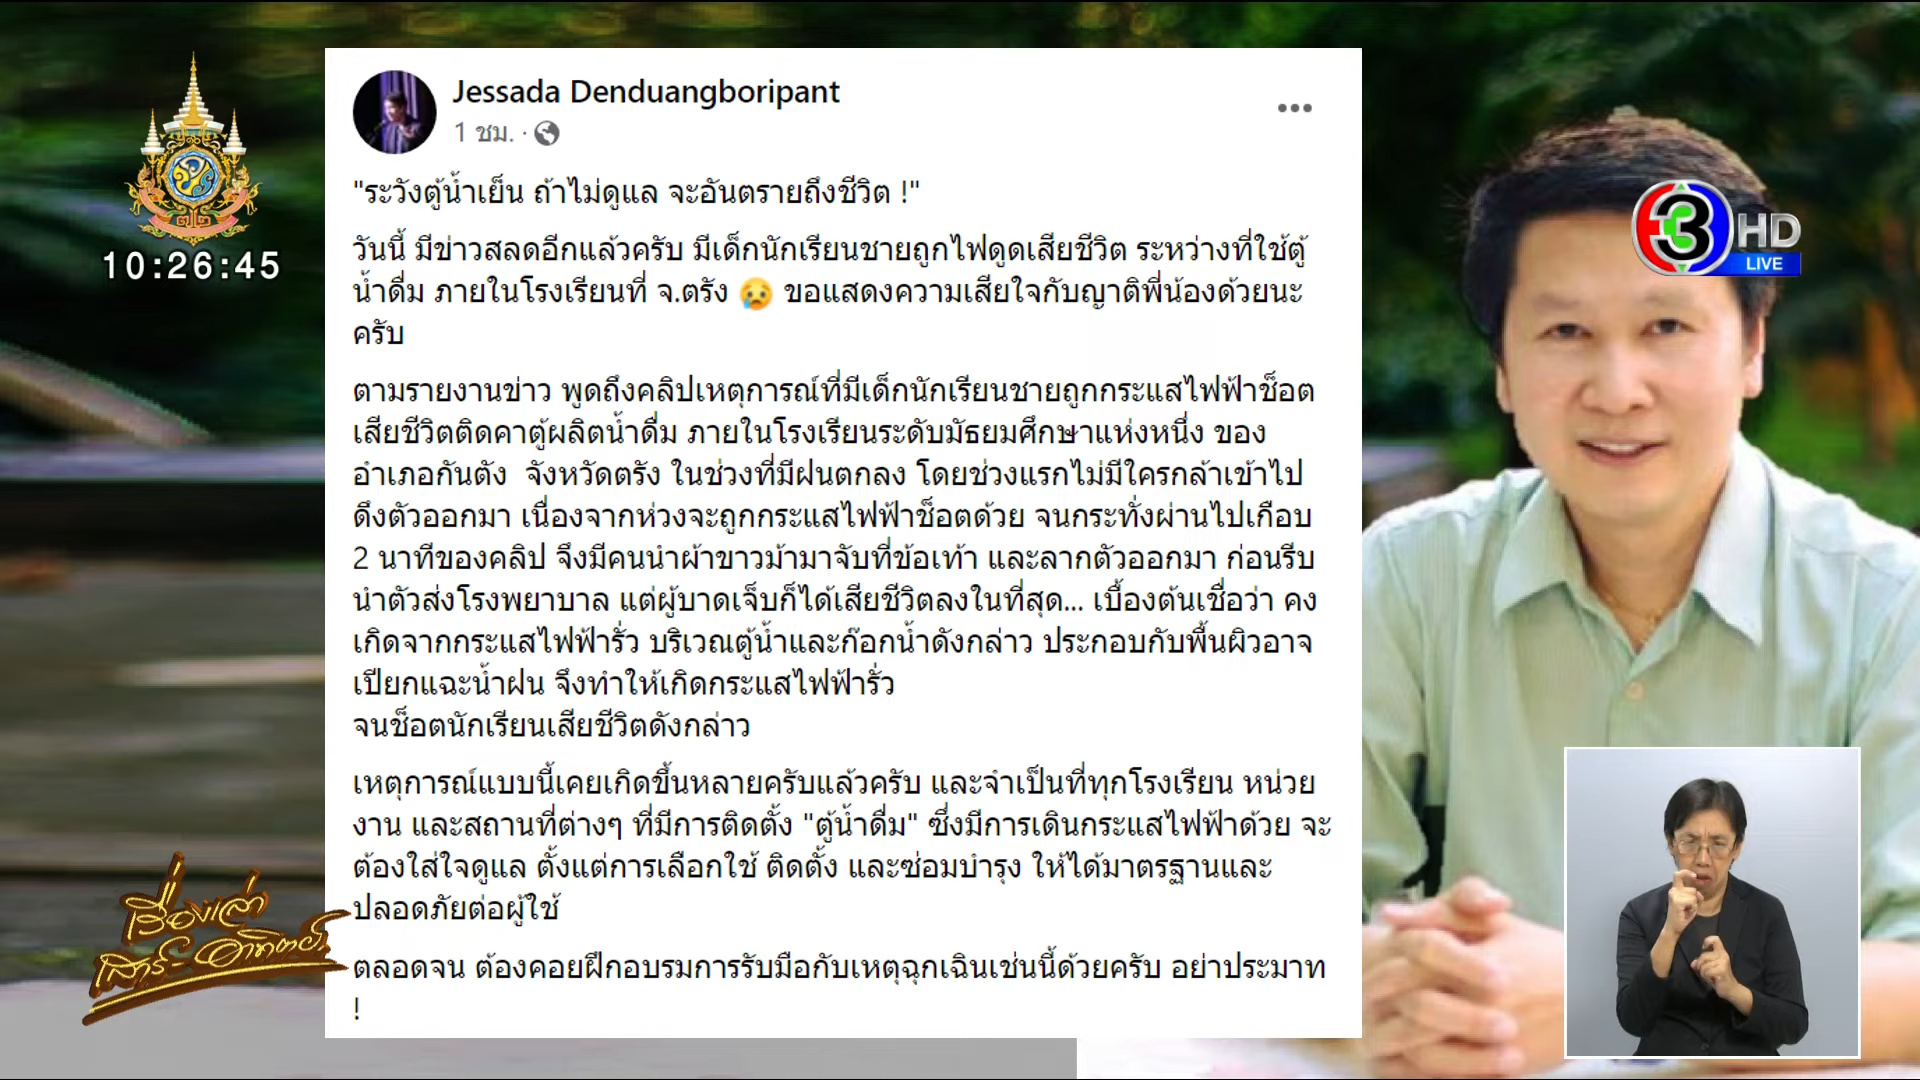 Jessada Denduangboripant
1 ชม. ·
"ระวังตู้น้ำเย็น ถ้าไม่ดูแล จะอันตรายถึงชีวิต !"
วันนี้ มีข่าวสลดอีกแล้วครับ มีเด็กนักเรียนชายถูกไฟดูดเสียชีวิต ระหว่างที่ใช้ตู้
น้ำดื่ม ภายในโรงเรียนที่ จ.ตรัง 😥 ขอแสดงความเสียใจกับญาติพี่น้องด้วยนะ
ครับ
ตามรายงานข่าว พูดถึงคลิปเหตุการณ์ที่มีเด็กนักเรียนชายถูกกระแสไฟฟ้าช็อต
เสียชีวิตติดคาตู้ผลิตน้ำดื่ม ภายในโรงเรียนระดับมัธยมศึกษาแห่งหนึ่ง ของ
อำเภอกันตัง  จังหวัดตรัง ในช่วงที่มีฝนตกลง โดยช่วงแรกไม่มีใครกล้าเข้าไป
ดึงตัวออกมา เนื่องจากห่วงจะถูกกระแสไฟฟ้าช็อตด้วย จนกระทั่งผ่านไปเกือบ
2 นาทีของคลิป จึงมีคนนำผ้าขาวม้ามาจับที่ข้อเท้า และลากตัวออกมา ก่อนรีบ
นำตัวส่งโรงพยาบาล แต่ผู้บาดเจ็บก็ได้เสียชีวิตลงในที่สุด... เบื้องต้นเชื่อว่า คง
เกิดจากกระแสไฟฟ้ารั่ว บริเวณตู้น้ำและก๊อกน้ำดังกล่าว ประกอบกับพื้นผิวอาจ
เปียกแฉะน้ำฝน จึงทำให้เกิดกระแสไฟฟ้ารั่ว
จนช็อตนักเรียนเสียชีวิตดังกล่าว
เหตุการณ์แบบนี้เคยเกิดขึ้นหลายครับแล้วครับ และจำเป็นที่ทุกโรงเรียน หน่วย
งาน และสถานที่ต่างๆ ที่มีการติดตั้ง "ตู้น้ำดื่ม" ซึ่งมีการเดินกระแสไฟฟ้าด้วย จะ
ต้องใส่ใจดูแล ตั้งแต่การเลือกใช้ ติดตั้ง และซ่อมบำรุง ให้ได้มาตรฐานและ
ปลอดภัยต่อผู้ใช้
ตลอดจน ต้องคอยฝึกอบรมการรับมือกับเหตุฉุกเฉินเช่นนี้ด้วยครับ อย่าประมาท
!
10:26:45
3 HD
LIVE
เรื่องเล่า
เสาร์-อาทิตย์